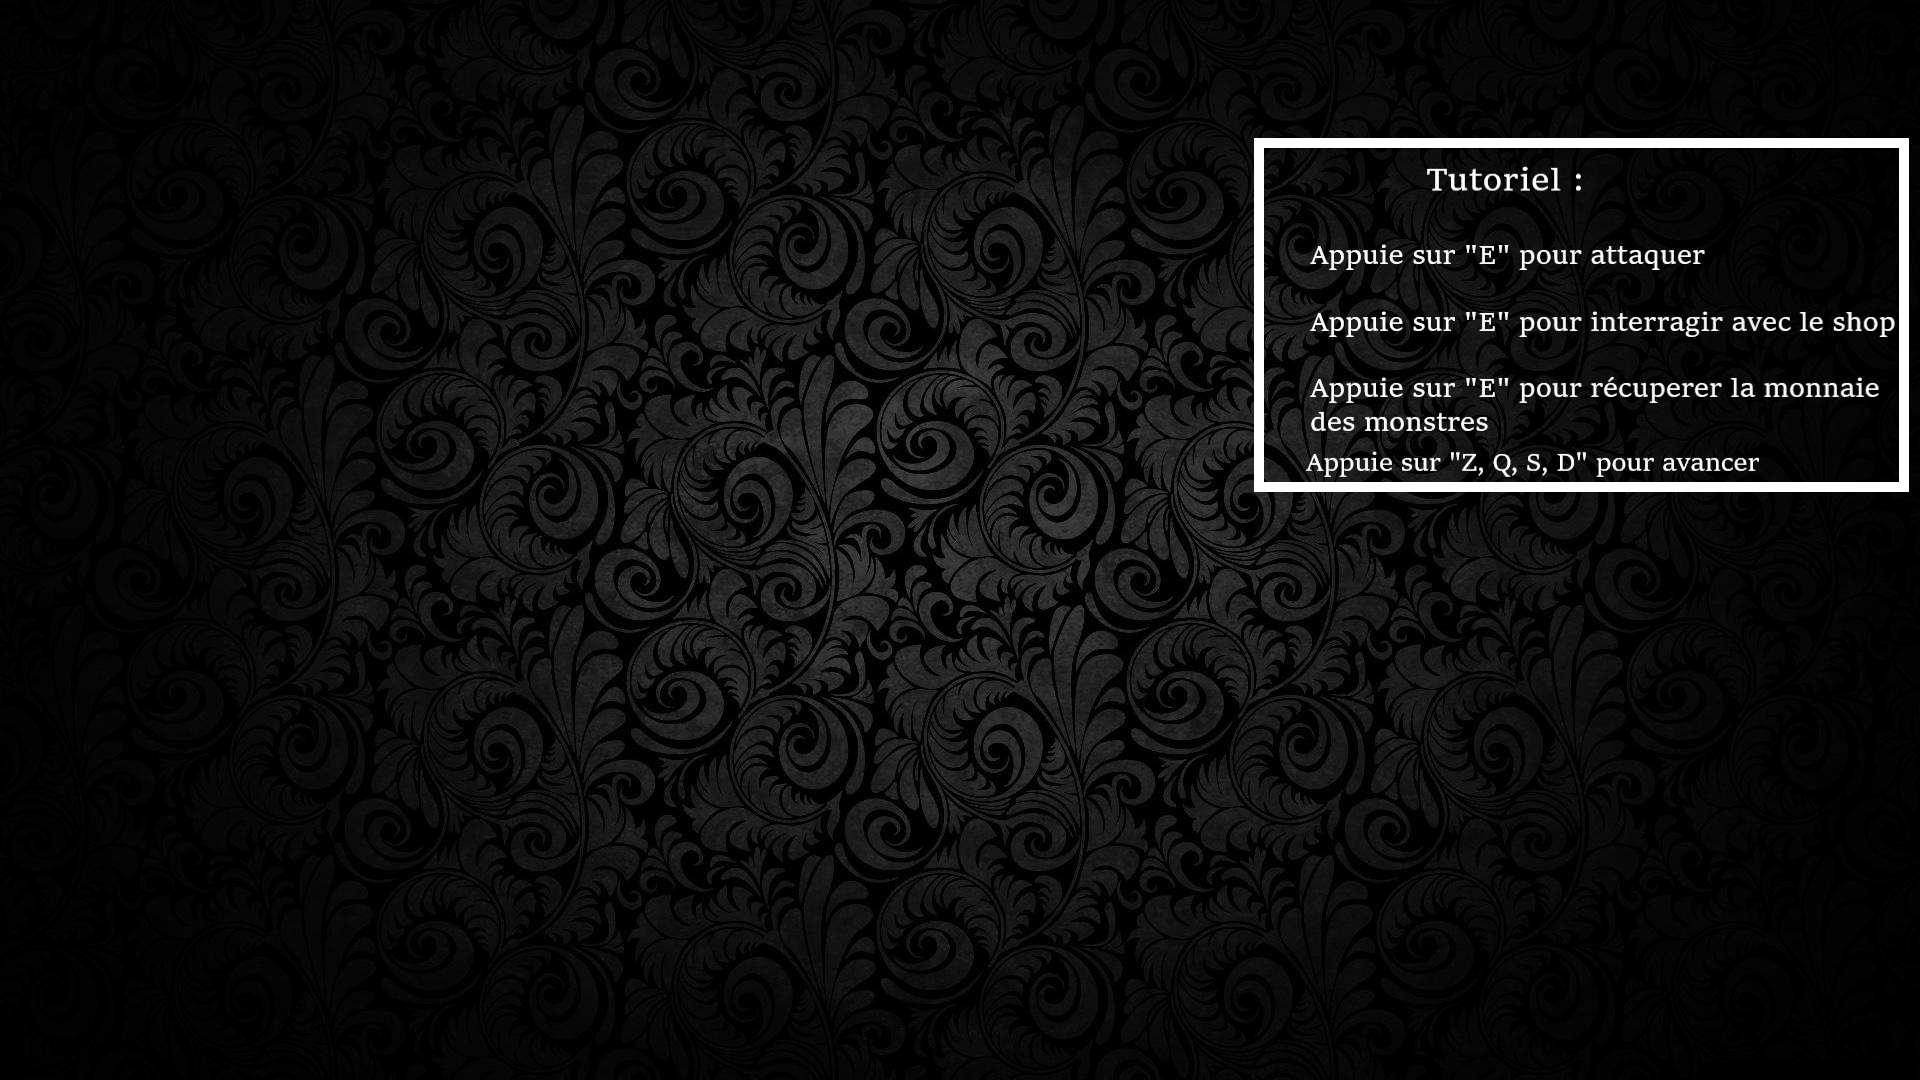 Tutoriel :
Appuie sur "E" pour attaquer
Appuie sur "E" pour interragir avec le shop
Appuie sur "E" pour récuperer la monnaie
des monstres
Appuie sur "Z, Q, S, D" pour avancer